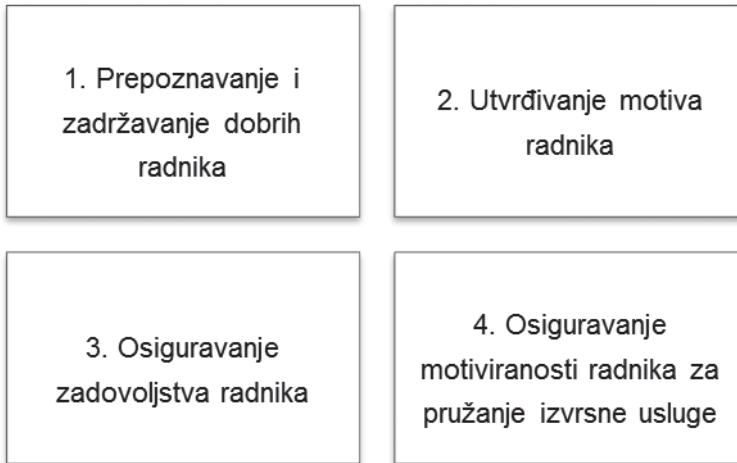 1. Prepoznavanje i
zadržavanje dobrih
radnika
2. Utvrđivanje motiva
radnika
3. Osiguravanje
zadovoljstva radnika
4. Osiguravanje
motiviranosti radnika za
pružanje izvrsne usluge